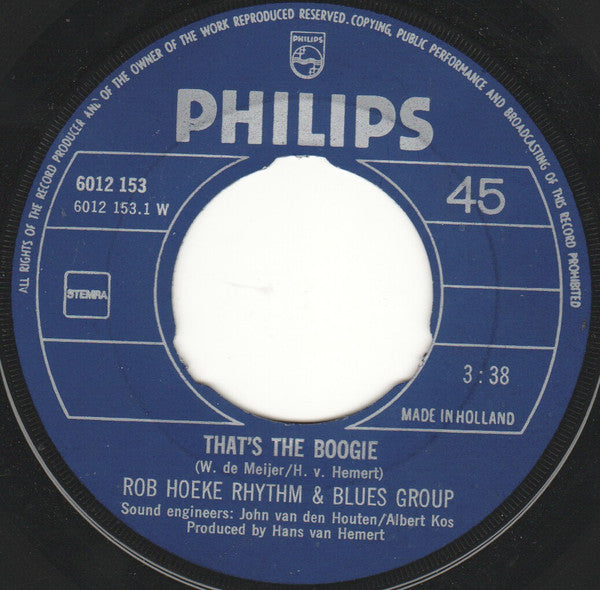 ALL RIGHTS OF THE RECORD PRODUCER AND OF THE OWNER OF THE WORK REPRODUCED RESERVED. COPYING, PUBLIC PERFORMANCE AND BROADCASTING OF THIS RECORD PROHIBITED
PHILIPS
PHILIPS
6012 153
6012 153.1 W
45
STEMRA
3:38
MADE IN HOLLAND
THAT'S THE BOOGIE
(W. de Meijer/H. v. Hemert)
ROB HOEKE RHYTHM & BLUES GROUP
Sound engineers: John van den Houten/Albert Kos
Produced by Hans van Hemert